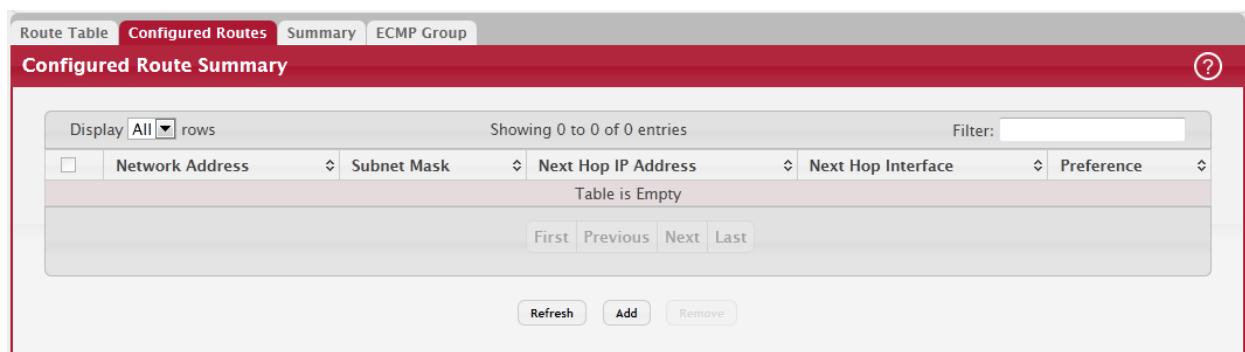 Route Table Configured Routes Summary ECMP Group
Configured Route Summary ?
Display All rows Showing 0 to 0 of 0 entries Filter:
Network Address Subnet Mask Next Hop IP Address Next Hop Interface Preference
Table is Empty
First Previous Next Last
Refresh Add Remove